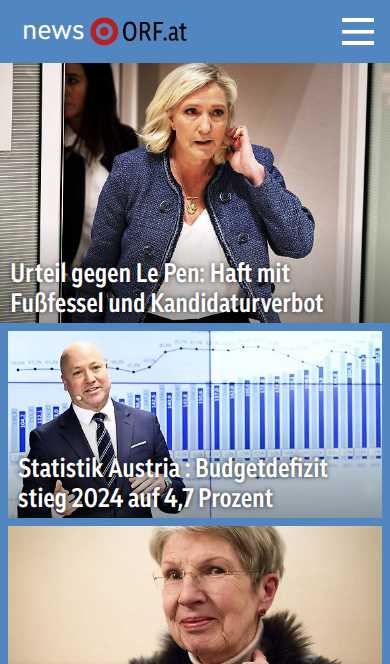 news ORF.at
Urteil gegen Le Pen: Haft mit
Fußfessel und Kandidaturverbot
Statistik Austria : Budgetdefizit
stieg 2024 auf 4,7 Prozent